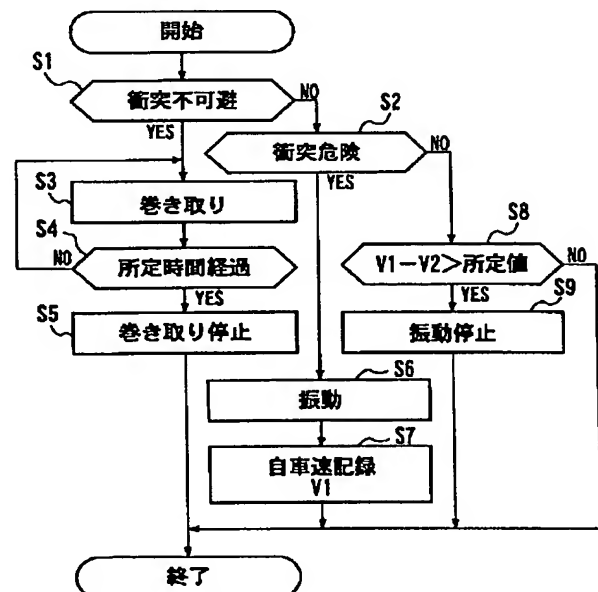 開始
S1
衝突不可避
NO
YES
S2
衝突危険
NO
YES
S3
巻き取り
S4
所定時間経過
NO
YES
S5
巻き取り停止
S8
V1−V2>所定値
NO
YES
S9
振動停止
S6
振動
S7
自車速記録
V1
終了